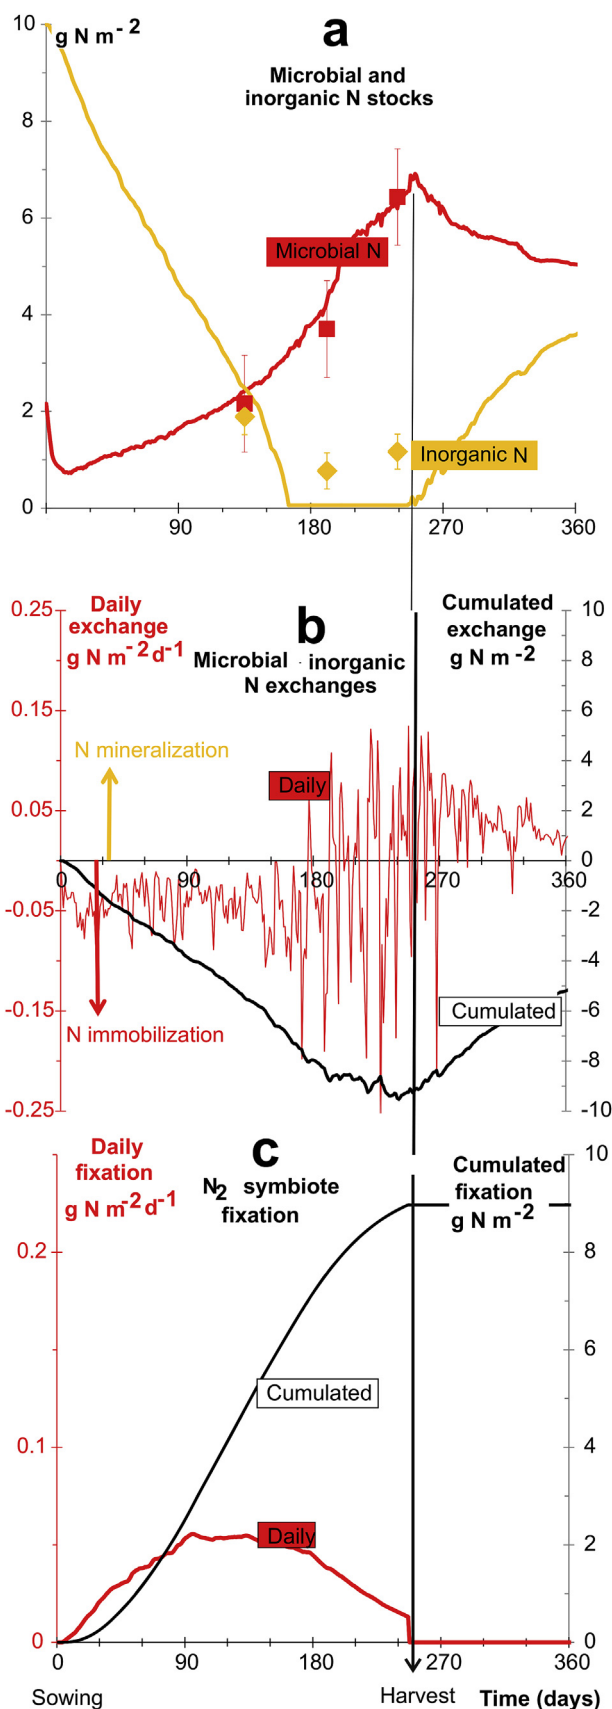 10
g N m- 2
a
Microbial and
inorganic N stocks
8
6
Microbial N
4
2
Inorganic N
0
90
180
270
360
0.25
Daily
exchange
g N m- 2 d-1
b
Microbial - inorganic
N exchanges
Cumulated
exchange
g N m -2
10
8
0.15
6
N mineralization
4
Daily
0.05
2
0
0
90
180
270
360
-0.05
-2
-4
-0.15
-6
N immobilization
Cumulated
-8
-0.25
-10
Daily
fixation
g N m-2 d-1
c
N2 symbiote
fixation
Cumulated
fixation
g N m-2
10
0.2
8
6
Cumulated
0.1
4
Daily
2
0
0
0
90
180
270
360
Sowing
Harvest
Time (days)